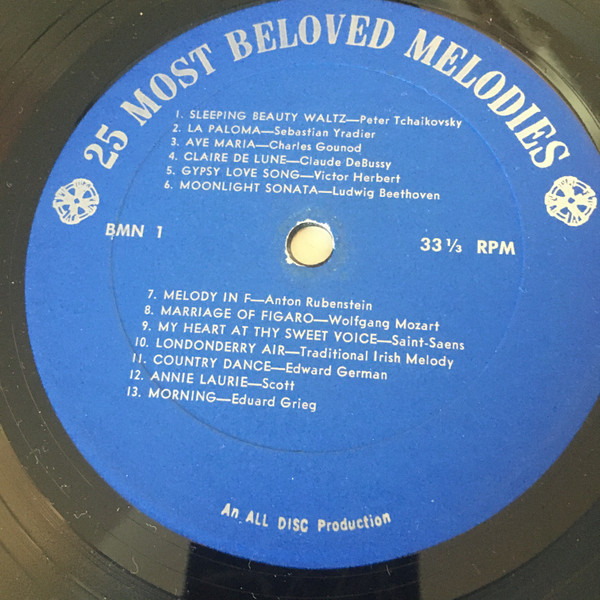 25 MOST BELOVED MELODIES
1. SLEEPING BEAUTY WALTZ—Peter Tchaikovsky
2. LA PALOMA—Sebastian Yradier
3. AVE MARIA—Charles Gounod
4. CLAIRE DE LUNE—Claude DeBussy
5. GYPSY LOVE SONG—Victor Herbert
6. MOONLIGHT SONATA—Ludwig Beethoven
BMN 1
33 1/3 RPM
7. MELODY IN F—Anton Rubenstein
8. MARRIAGE OF FIGARO—Wolfgang Mozart
9. MY HEART AT THY SWEET VOICE—Saint-Saens
10. LONDONDERRY AIR—Traditional Irish Melody
11. COUNTRY DANCE—Edward German
12. ANNIE LAURIE—Scott
13. MORNING—Eduard Grieg
An ALL DISC Production